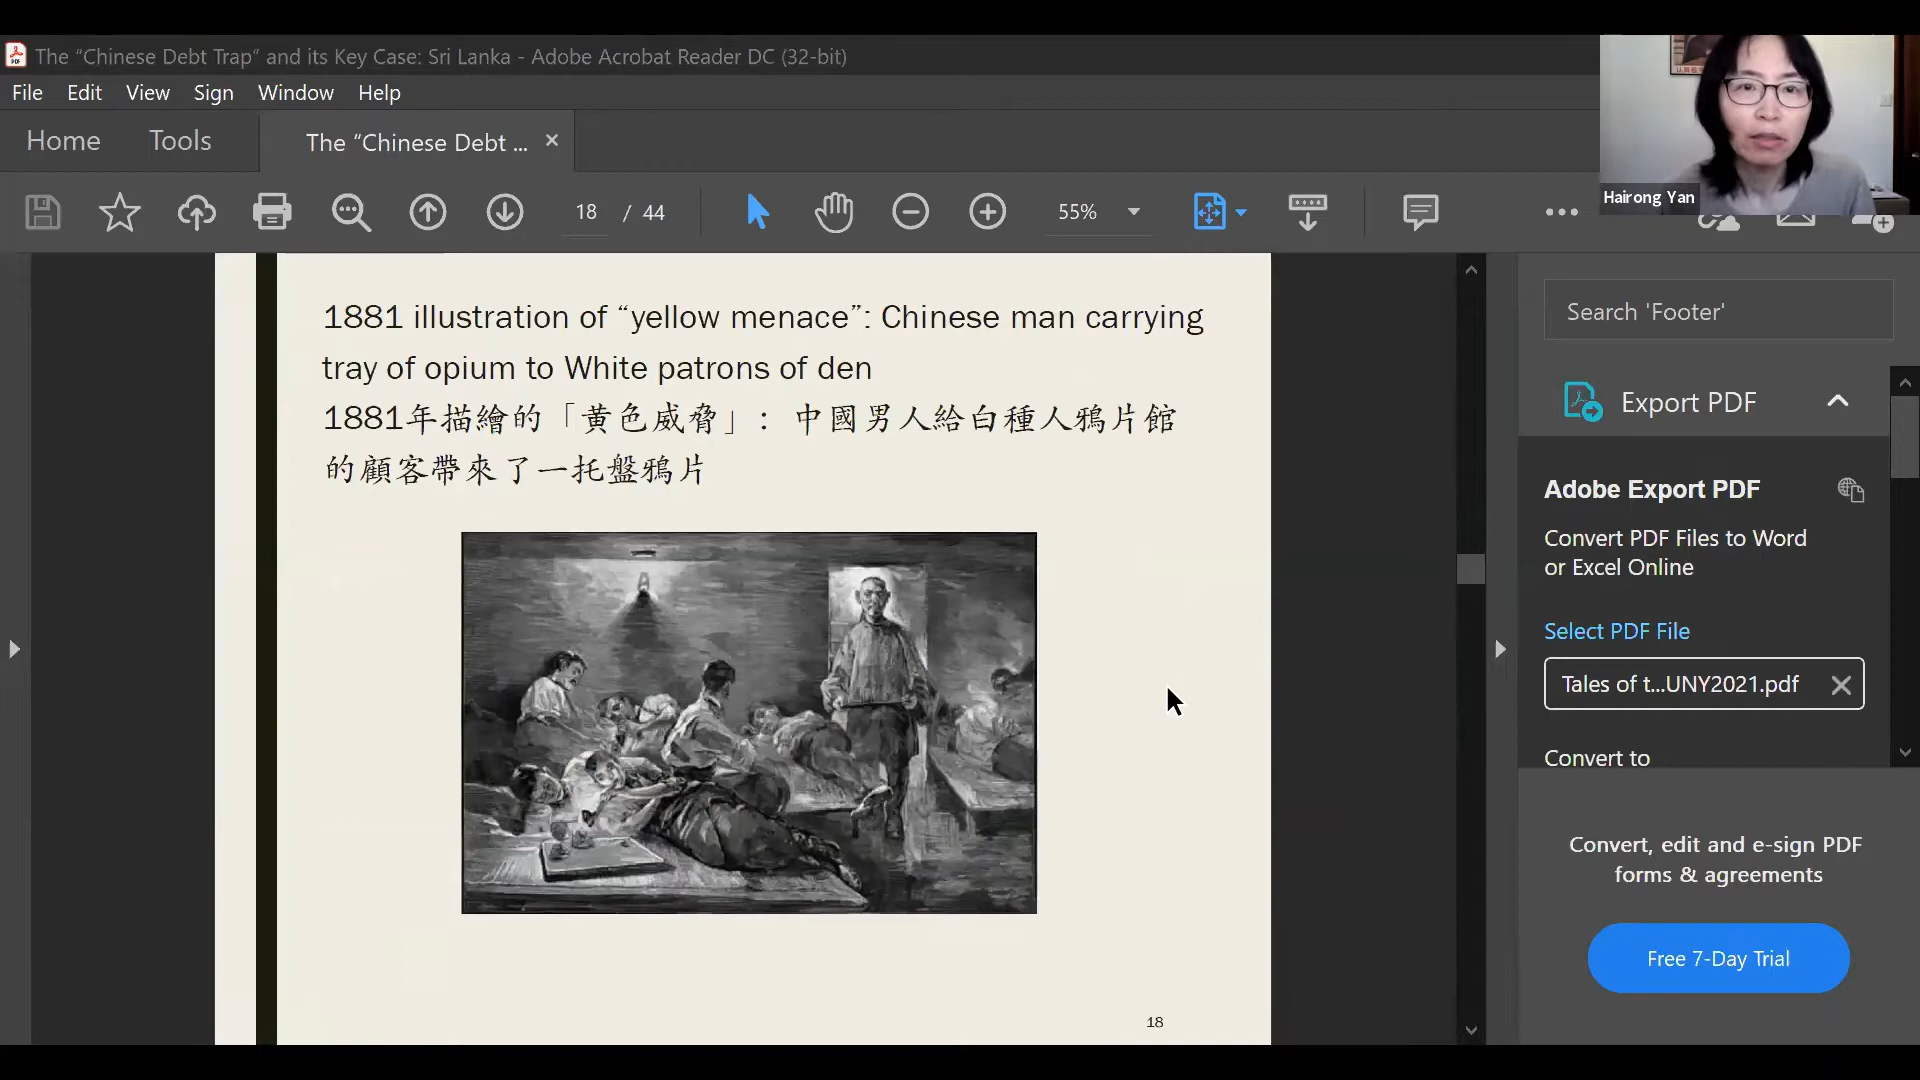 The “Chinese Debt Trap” and its Key Case: Sri Lanka - Adobe Acrobat Reader DC (32-bit)
File Edit View Sign Window Help
Home Tools The “Chinese Debt ...
18 / 44 55%
Hairong Yan
1881 illustration of “yellow menace”: Chinese man carrying
tray of opium to White patrons of den
1881年描繪的「黄色威脅」：中國男人給白種人鴉片館
的顧客帶來了一托盤鴉片
18
Search 'Footer'
Export PDF
Adobe Export PDF
Convert PDF Files to Word
or Excel Online
Select PDF File
Tales of t...UNY2021.pdf
Convert to
Convert, edit and e-sign PDF
forms & agreements
Free 7-Day Trial